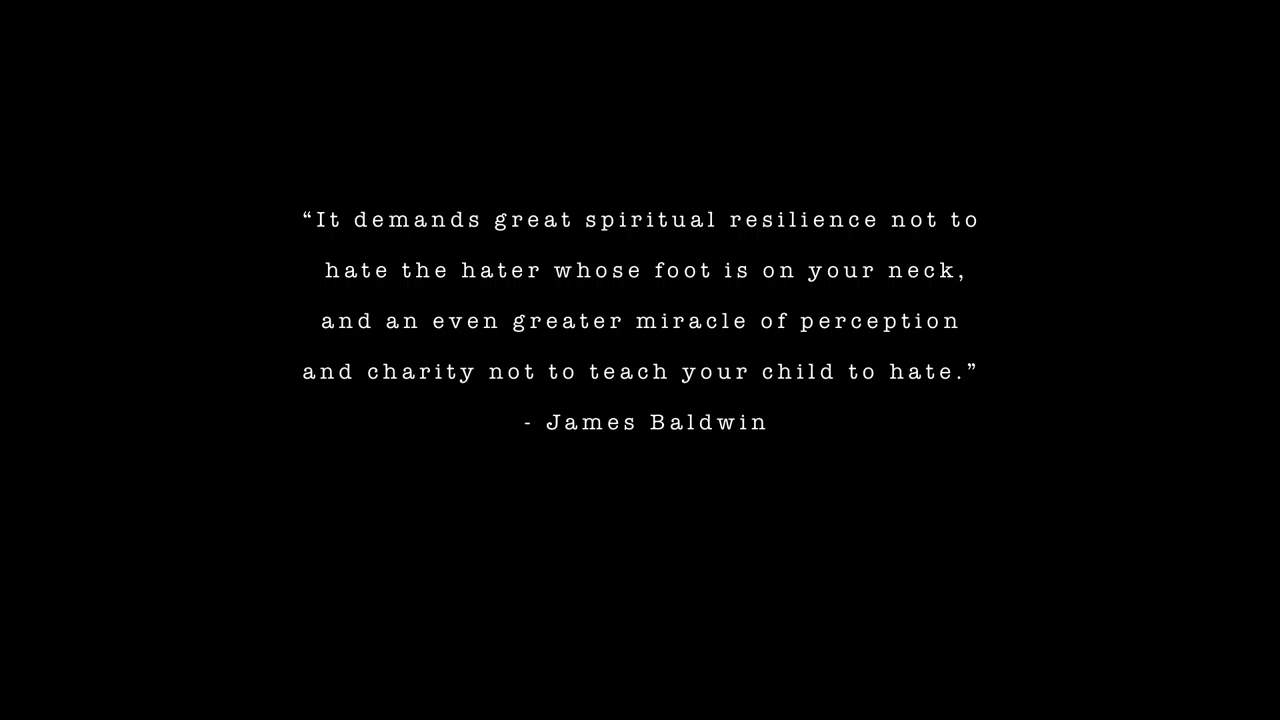 “It demands great spiritual resilience not to
hate the hater whose foot is on your neck,
and an even greater miracle of perception
and charity not to teach your child to hate.”
- James Baldwin